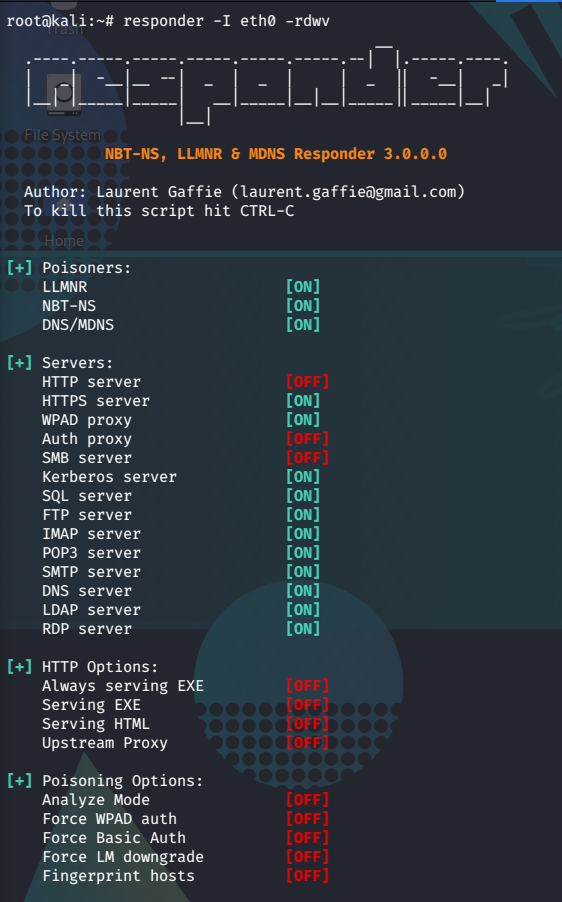 root@kali:~# responder -I eth0 -rdwv
Trash
File System
NBT-NS, LLMNR & MDNS Responder 3.0.0.0
Author: Laurent Gaffie (laurent.gaffie@gmail.com)
To kill this script hit CTRL-C
Home
[+] Poisoners:
LLMNR [ON]
NBT-NS [ON]
DNS/MDNS [ON]
[+] Servers:
HTTP server [OFF]
HTTPS server [ON]
WPAD proxy [ON]
Auth proxy [OFF]
SMB server [OFF]
Kerberos server [ON]
SQL server [ON]
FTP server [ON]
IMAP server [ON]
POP3 server [ON]
SMTP server [ON]
DNS server [ON]
LDAP server [ON]
RDP server [ON]
[+] HTTP Options:
Always serving EXE [OFF]
Serving EXE [OFF]
Serving HTML [OFF]
Upstream Proxy [OFF]
[+] Poisoning Options:
Analyze Mode [OFF]
Force WPAD auth [OFF]
Force Basic Auth [OFF]
Force LM downgrade [OFF]
Fingerprint hosts [OFF]